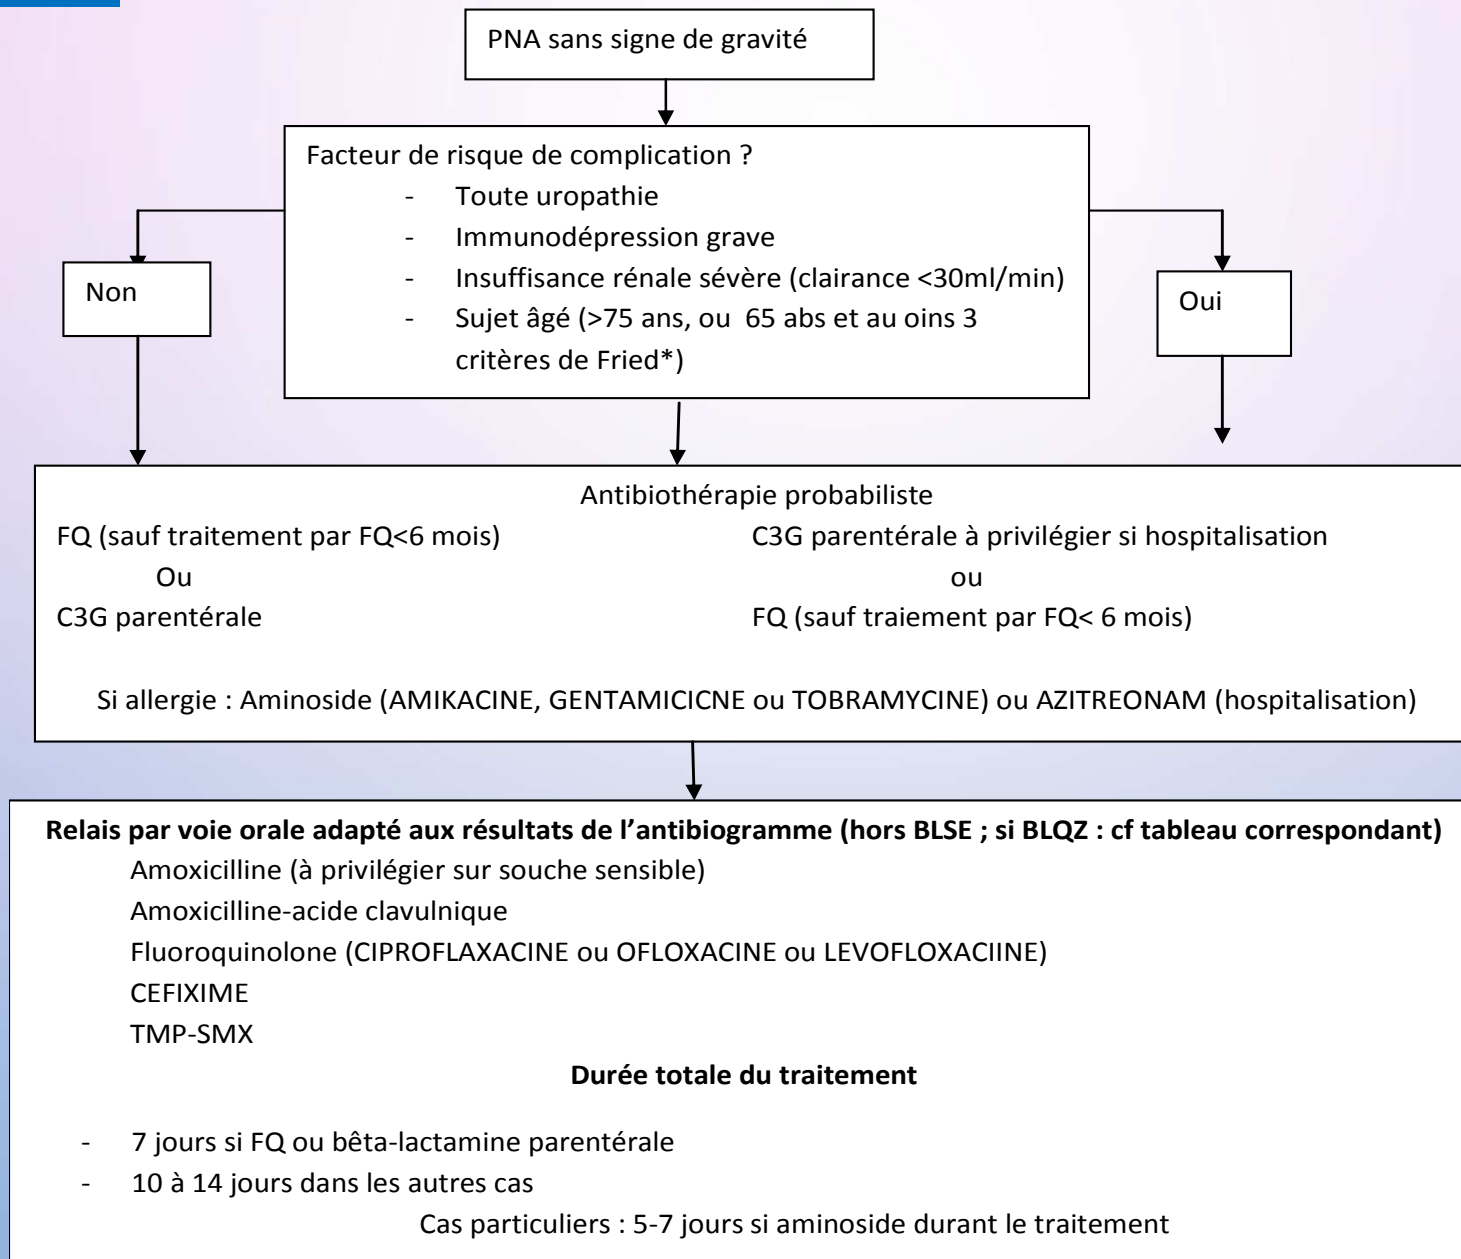 PNA sans signe de gravité
Facteur de risque de complication ?
- Toute uropathie
- Immunodépression grave
- Insuffisance rénale sévère (clairance <30ml/min)
- Sujet âgé (>75 ans, ou 65 abs et au oins 3
critères de Fried*)
Non
Oui
Antibiothérapie probabiliste
FQ (sauf traitement par FQ<6 mois)
Ou
C3G parentérale
C3G parentérale à privilégier si hospitalisation
ou
FQ (sauf traiement par FQ< 6 mois)
Si allergie : Aminoside (AMIKACINE, GENTAMICICNE ou TOBRAMYCINE) ou AZITREONAM (hospitalisation)
Relais par voie orale adapté aux résultats de l’antibiogramme (hors BLSE ; si BLQZ : cf tableau correspondant)
Amoxicilline (à privilégier sur souche sensible)
Amoxicilline-acide clavulnique
Fluoroquinolone (CIPROFLAXACINE ou OFLOXACINE ou LEVOFLOXACIINE)
CEFIXIME
TMP-SMX
Durée totale du traitement
- 7 jours si FQ ou bêta-lactamine parentérale
- 10 à 14 jours dans les autres cas
Cas particuliers : 5-7 jours si aminoside durant le traitement